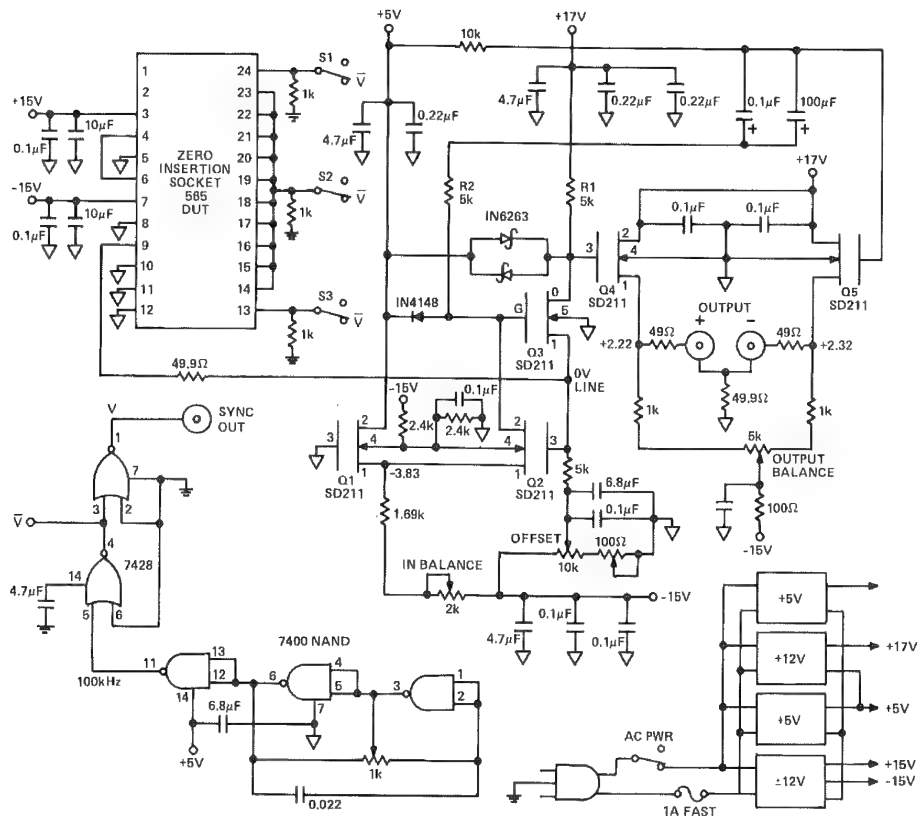 +5V
+17V
10k
1
2
3
4
5
6
7
8
9
10
11
12
24
23
22
21
20
19
18
17
16
15
14
13
ZERO
INSERTION
SOCKET
565
DUT
+15V
0.1µF
10µF
-15V
0.1µF
10µF
S1
V̅
1k
S2
V̅
1k
S3
V̅
1k
4.7µF
0.22µF
4.7µF
0.22µF
0.22µF
0.1µF
+
100µF
+
R2
5k
R1
5k
+17V
0.1µF
0.1µF
IN6263
IN4148
G
0
5
1
Q3
SD211
3
2
4
1
Q4
SD211
Q5
SD211
OUTPUT
+
-
+2.22
49Ω
49Ω
+2.32
49.9Ω
1k
1k
5k
OUTPUT
BALANCE
100Ω
-15V
49.9Ω
0V
LINE
-15V
2.4k
0.1µF
2.4k
3
2
4
1
Q1
SD211
-3.83
2
4
1
3
Q2
SD211
5k
6.8µF
0.1µF
OFFSET
10k
100Ω
1.69k
IN BALANCE
2k
-15V
4.7µF
0.1µF
0.1µF
V
SYNC
OUT
1
7
3
2
V̅
4
7428
14
5
6
4.7µF
7400 NAND
100kHz
11
13
12
14
6
4
5
7
3
1
2
6.8µF
+5V
1k
0.022
AC PWR
1A FAST
+5V
+12V
+17V
+5V
+5V
±12V
+15V
-15V